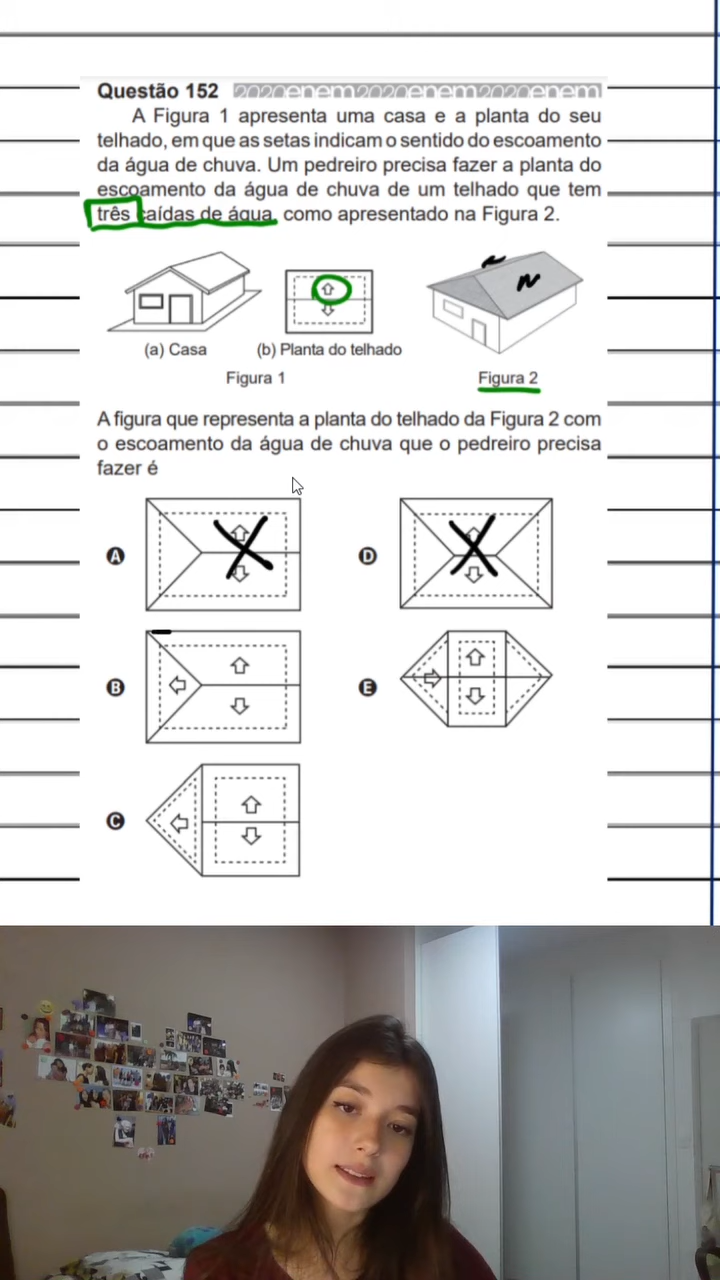 Questão 152 2020enem2020enem2020enem
A Figura 1 apresenta uma casa e a planta do seu
telhado, em que as setas indicam o sentido do escoamento
da água de chuva. Um pedreiro precisa fazer a planta do
escoamento da água de chuva de um telhado que tem
três caídas de água, como apresentado na Figura 2.
(a) Casa
(b) Planta do telhado
Figura 1
Figura 2
A figura que representa a planta do telhado da Figura 2 com
o escoamento da água de chuva que o pedreiro precisa
fazer é
A
D
B
E
C